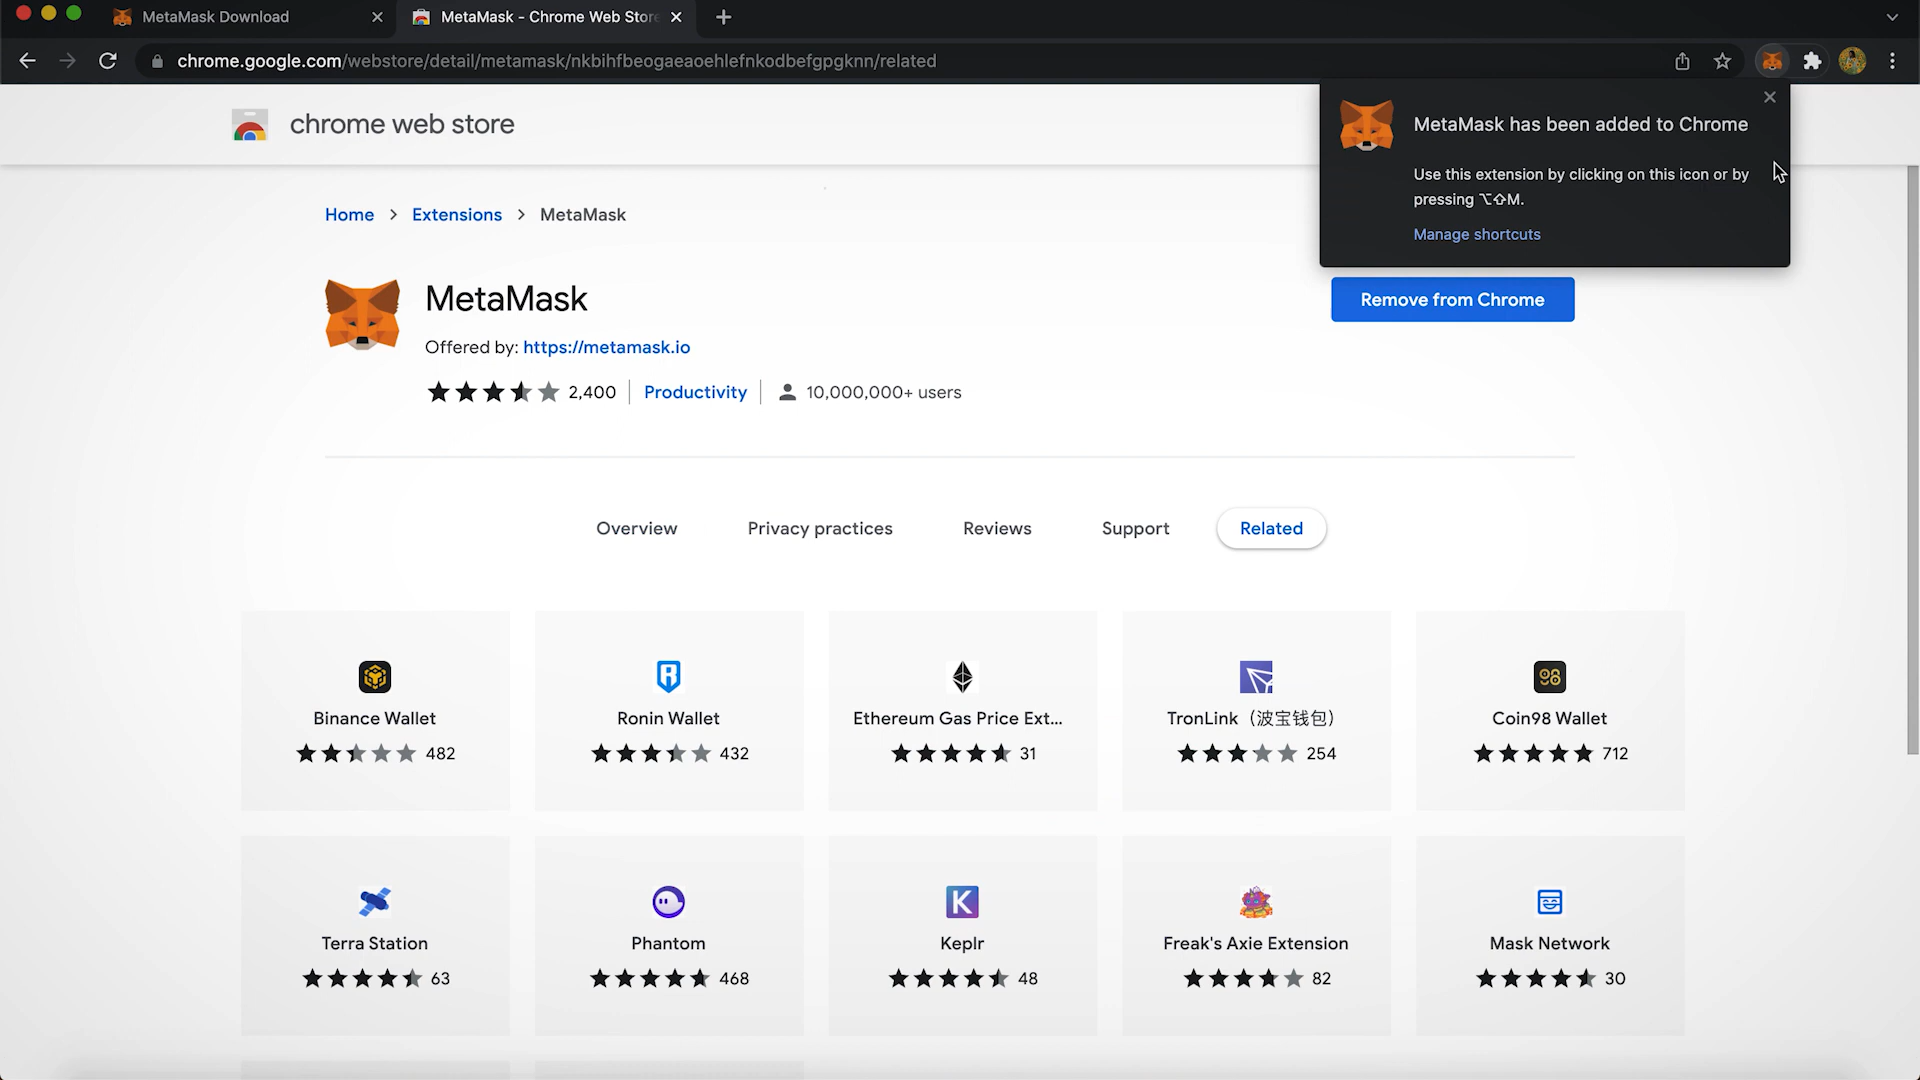 MetaMask Download
MetaMask - Chrome Web Store
chrome.google.com/webstore/detail/metamask/nkbihfbeogaeaoehlefnkodbefgpgknn/related
chrome web store
MetaMask has been added to Chrome
Use this extension by clicking on this icon or by
pressing ⌥⇧M.
Manage shortcuts
Home > Extensions > MetaMask
MetaMask
Remove from Chrome
Offered by: https://metamask.io
2,400 Productivity 10,000,000+ users
Overview Privacy practices Reviews Support Related
Binance Wallet
482
Ronin Wallet
432
Ethereum Gas Price Ext...
31
TronLink（波宝钱包）
254
98
Coin98 Wallet
712
Terra Station
63
Phantom
468
K
Keplr
48
Freak's Axie Extension
82
Mask Network
30